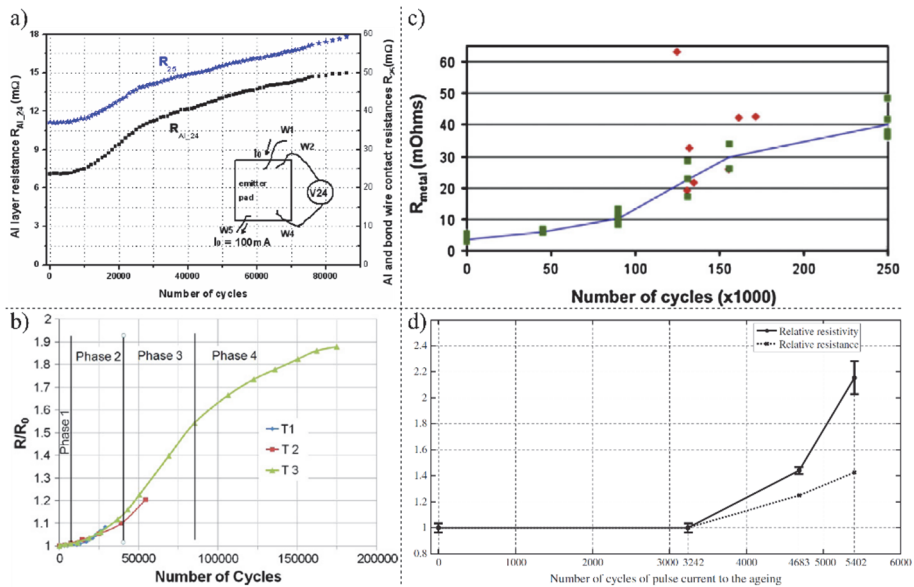 a)
18
15
12
9
6
3
0
Al layer resistance R_Al_24 (mΩ)
R_25
R_Al_24
W1
W2
I₀
emitter
pad
V24
W5
W4
I₀ = 100mA
60
50
40
30
20
10
0
Al and bond wire contact resistances R_25 (mΩ)
0 20000 40000 60000 80000
Number of cycles
c)
60
50
40
30
20
10
0
R_metal (mOhms)
0 50 100 150 200 250
Number of cycles (x1000)
b)
2
1.9
1.8
1.7
1.6
1.5
1.4
1.3
1.2
1.1
1
R/R₀
Phase 1
Phase 2
Phase 3
Phase 4
T1
T 2
T 3
0 50000 100000 150000 200000
Number of Cycles
d)
2.4
2.2
2
1.8
1.6
1.4
1.2
1
0.8
Relative resistivity
Relative resistance
0 1000 2000 3000 3242 4000 4683 5000 5402 6000
Number of cycles of pulse current to the ageing